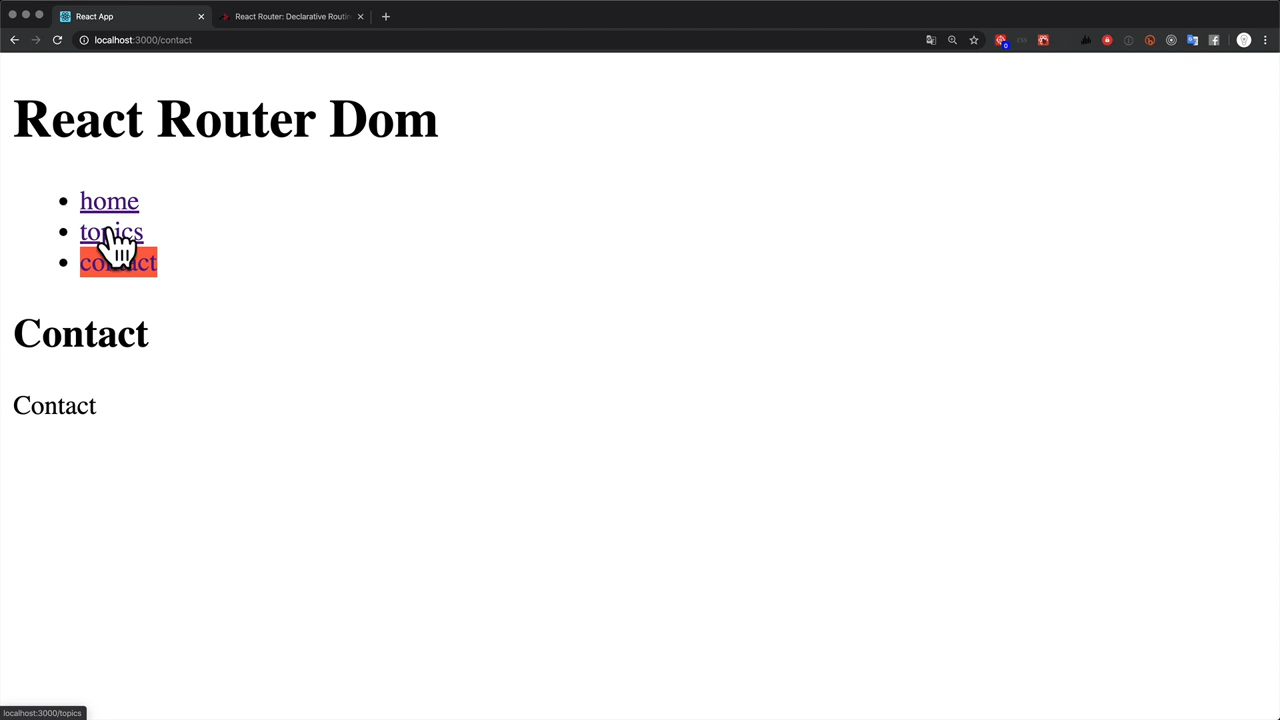 React App
React Router: Declarative Routin
localhost:3000/contact
React Router Dom
home
topics
contact
Contact
Contact
localhost:3000/topics